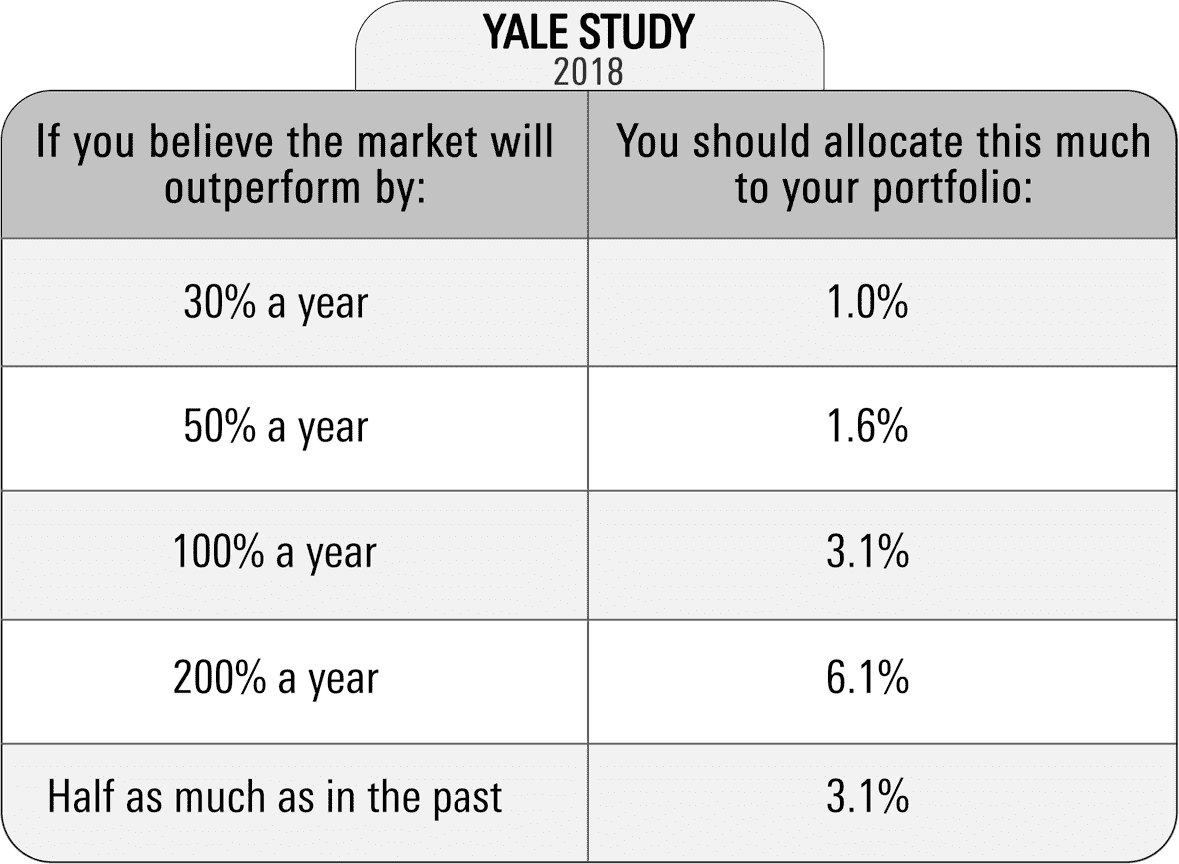 YALE STUDY
2018
If you believe the market will
outperform by:
You should allocate this much
to your portfolio:
30% a year
1.0%
50% a year
1.6%
100% a year
3.1%
200% a year
6.1%
Half as much as in the past
3.1%